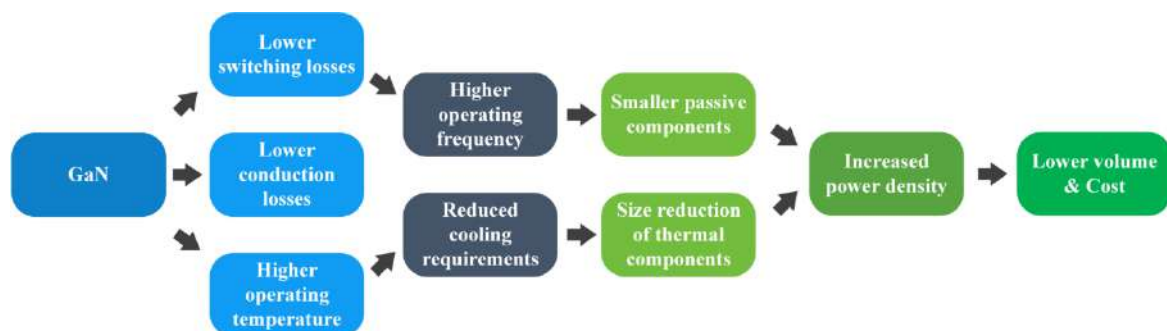 GaN
Lower
switching losses
Lower
conduction
losses
Higher
operating
temperature
Higher
operating
frequency
Reduced
cooling
requirements
Smaller passive
components
Size reduction
of thermal
components
Increased
power density
Lower volume
& Cost